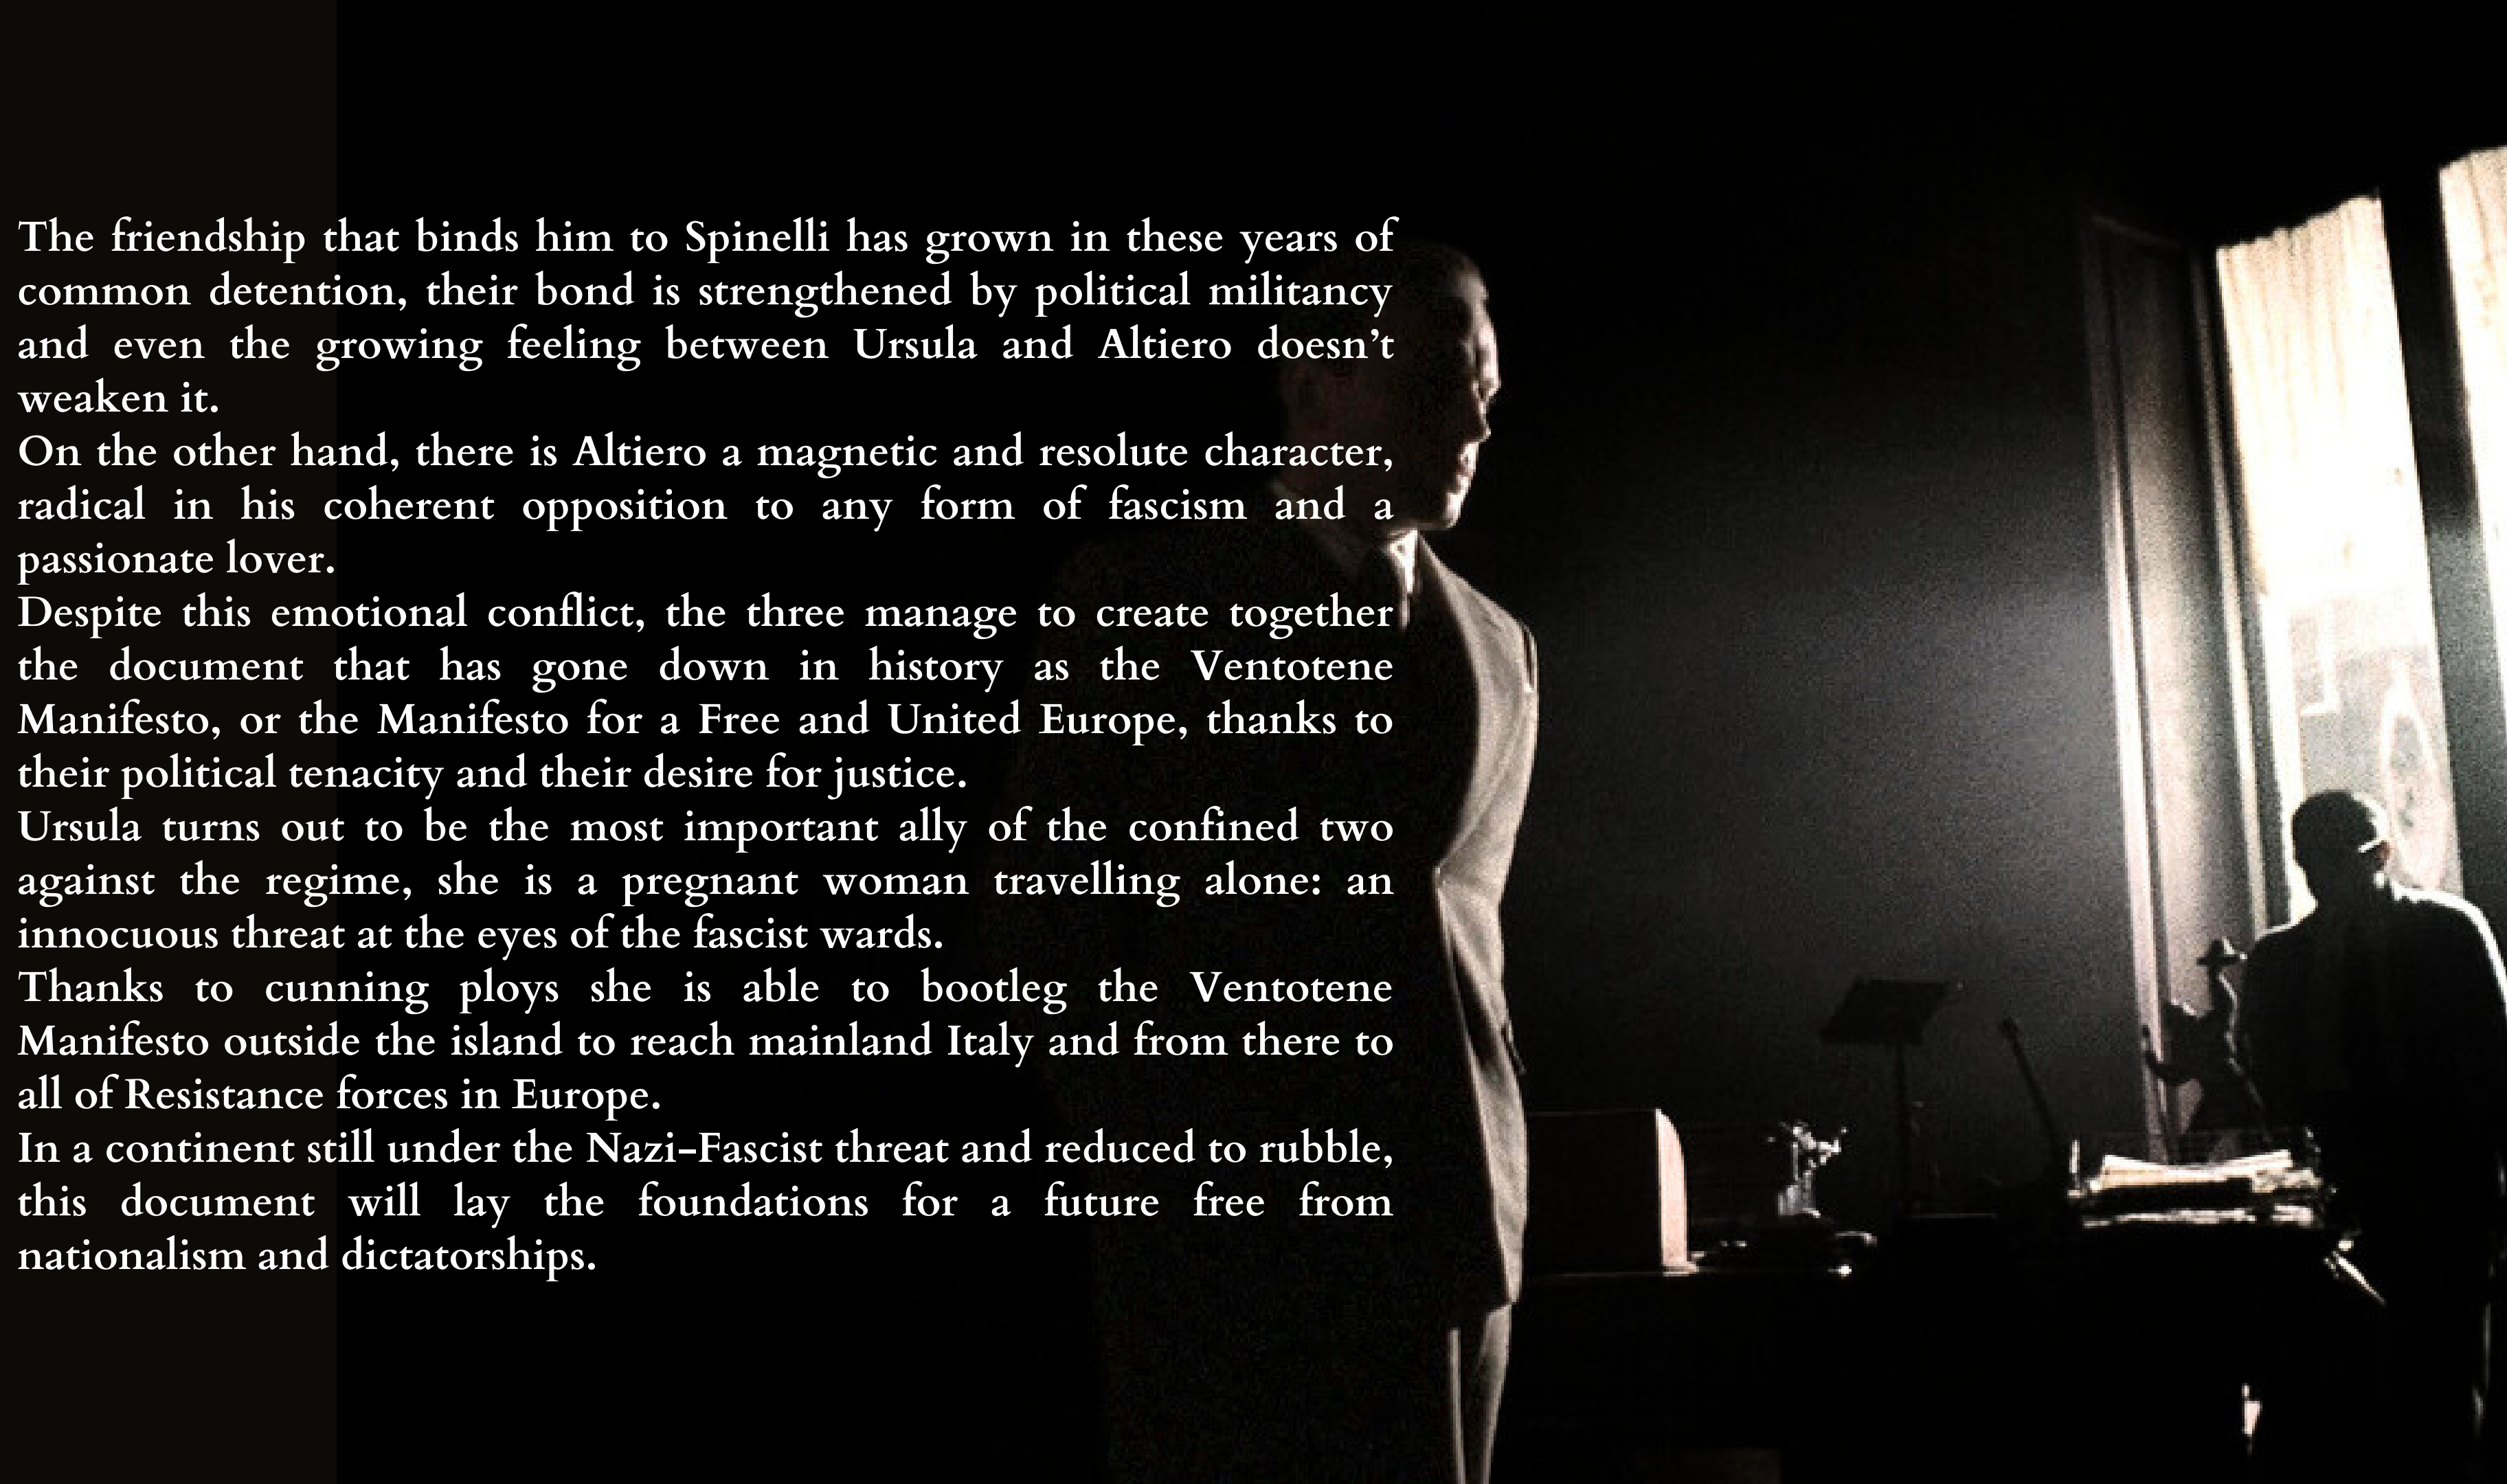 The friendship that binds him to Spinelli has grown in these years of
common detention, their bond is strengthened by political militancy
and even the growing feeling between Ursula and Altiero doesn’t
weaken it.
On the other hand, there is Altiero a magnetic and resolute character,
radical in his coherent opposition to any form of fascism and a
passionate lover.
Despite this emotional conflict, the three manage to create together
the document that has gone down in history as the Ventotene
Manifesto, or the Manifesto for a Free and United Europe, thanks to
their political tenacity and their desire for justice.
Ursula turns out to be the most important ally of the confined two
against the regime, she is a pregnant woman travelling alone: an
innocuous threat at the eyes of the fascist wards.
Thanks to cunning ploys she is able to bootleg the Ventotene
Manifesto outside the island to reach mainland Italy and from there to
all of Resistance forces in Europe.
In a continent still under the Nazi-Fascist threat and reduced to rubble,
this document will lay the foundations for a future free from
nationalism and dictatorships.